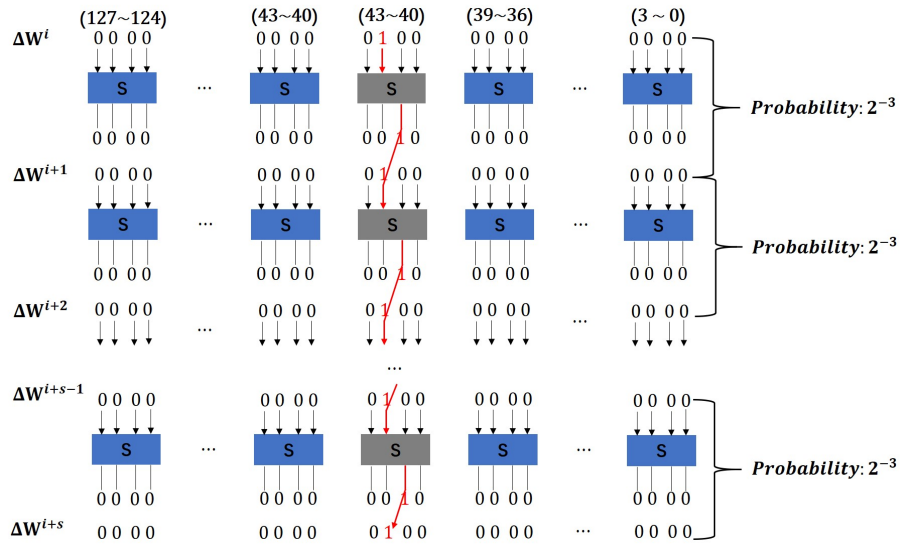 (127~124) (43~40) (43~40) (39~36) (3 ~ 0)
ΔW^i 0 0 0 0 0 0 0 0 0 1 0 0 0 0 0 0 0 0 0 0
S ... S S S ... S
Probability: 2^{-3}
0 0 0 0 0 0 0 0 0 0 1 0 0 0 0 0 0 0 0 0
ΔW^{i+1} 0 0 0 0 0 0 0 0 0 1 0 0 0 0 0 0 0 0 0 0
S ... S S S ... S
Probability: 2^{-3}
0 0 0 0 0 0 0 0 0 0 1 0 0 0 0 0 0 0 0 0
ΔW^{i+2} 0 0 0 0 0 0 0 0 0 1 0 0 0 0 0 0 0 0 0 0
... ...
...
ΔW^{i+s-1} 0 0 0 0 0 0 0 0 0 1 0 0 0 0 0 0 0 0 0 0
S ... S S S ... S
Probability: 2^{-3}
0 0 0 0 0 0 0 0 0 0 1 0 0 0 0 0 0 0 0 0
ΔW^{i+s} 0 0 0 0 0 0 0 0 0 1 0 0 0 0 0 0 ... 0 0 0 0